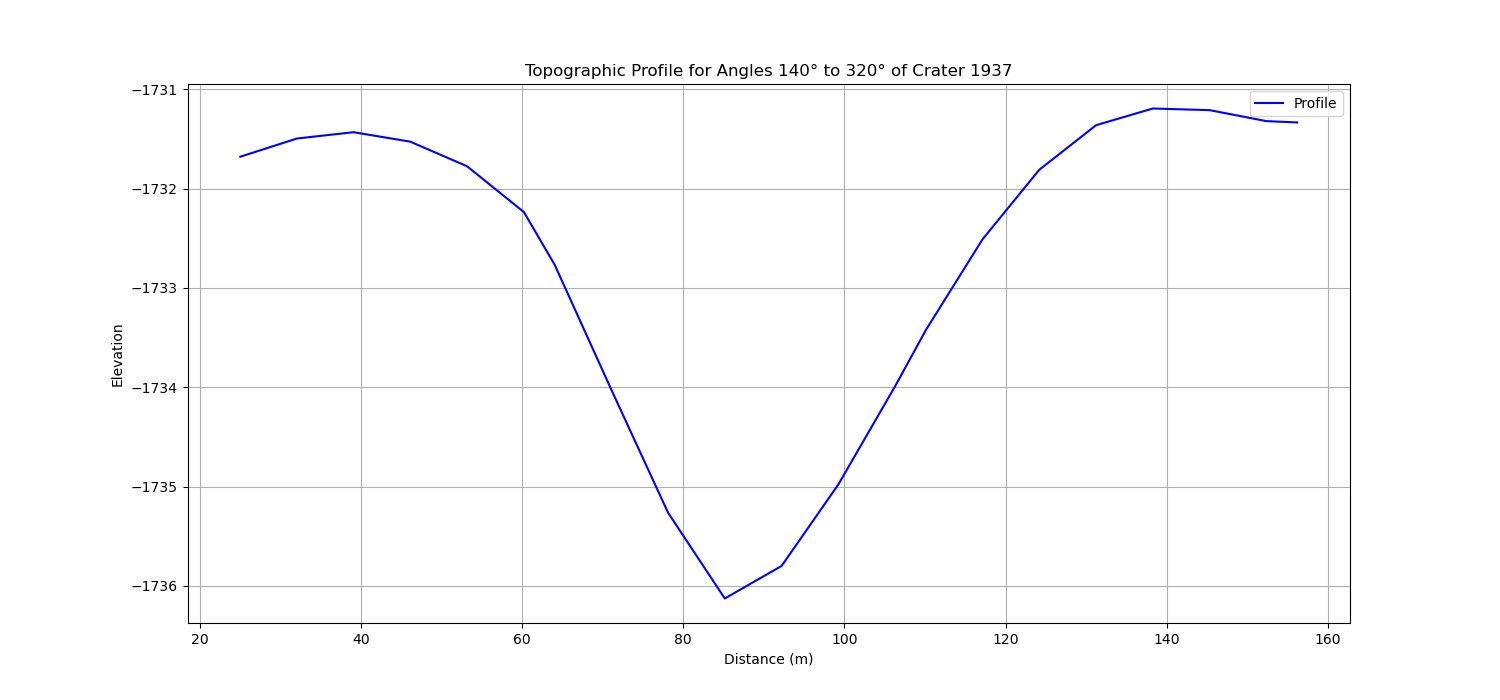 Topographic Profile for Angles 140° to 320° of Crater 1937
Profile
Elevation
−1731
−1732
−1733
−1734
−1735
−1736
20 40 60 80 100 120 140 160
Distance (m)